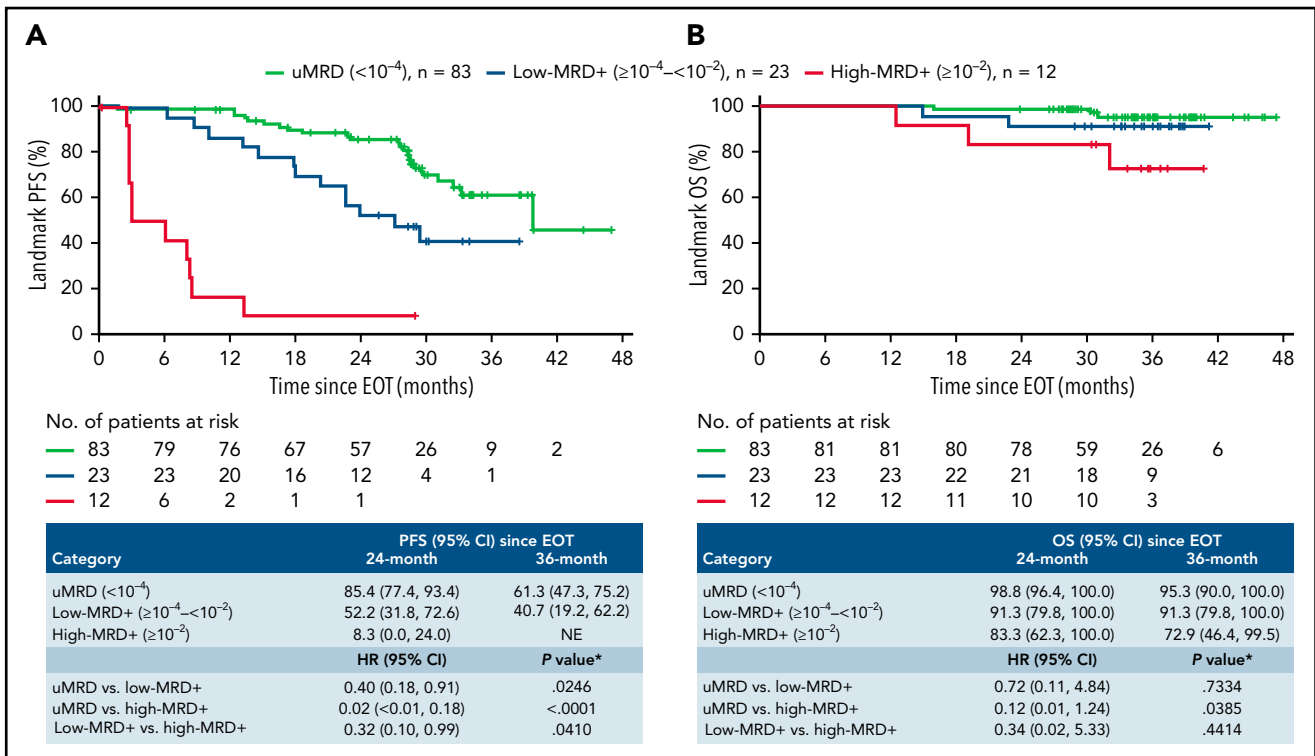 A
B
uMRD (<10⁻⁴), n = 83 Low-MRD+ (≥10⁻⁴–<10⁻²), n = 23 High-MRD+ (≥10⁻²), n = 12
Landmark PFS (%)
100
80
60
40
20
0
0 6 12 18 24 30 36 42 48
Time since EOT (months)
No. of patients at risk
83 79 76 67 57 26 9 2
23 23 20 16 12 4 1
12 6 2 1 1
PFS (95% CI) since EOT
Category 24-month 36-month
uMRD (<10⁻⁴) 85.4 (77.4, 93.4) 61.3 (47.3, 75.2)
Low-MRD+ (≥10⁻⁴–<10⁻²) 52.2 (31.8, 72.6) 40.7 (19.2, 62.2)
High-MRD+ (≥10⁻²) 8.3 (0.0, 24.0) NE
HR (95% CI) P value*
uMRD vs. low-MRD+ 0.40 (0.18, 0.91) .0246
uMRD vs. high-MRD+ 0.02 (<0.01, 0.18) <.0001
Low-MRD+ vs. high-MRD+ 0.32 (0.10, 0.99) .0410
Landmark OS (%)
100
80
60
40
20
0
0 6 12 18 24 30 36 42 48
Time since EOT (months)
No. of patients at risk
83 81 81 80 78 59 26 6
23 23 23 22 21 18 9
12 12 12 11 10 10 3
OS (95% CI) since EOT
Category 24-month 36-month
uMRD (<10⁻⁴) 98.8 (96.4, 100.0) 95.3 (90.0, 100.0)
Low-MRD+ (≥10⁻⁴–<10⁻²) 91.3 (79.8, 100.0) 91.3 (79.8, 100.0)
High-MRD+ (≥10⁻²) 83.3 (62.3, 100.0) 72.9 (46.4, 99.5)
HR (95% CI) P value*
uMRD vs. low-MRD+ 0.72 (0.11, 4.84) .7334
uMRD vs. high-MRD+ 0.12 (0.01, 1.24) .0385
Low-MRD+ vs. high-MRD+ 0.34 (0.02, 5.33) .4414